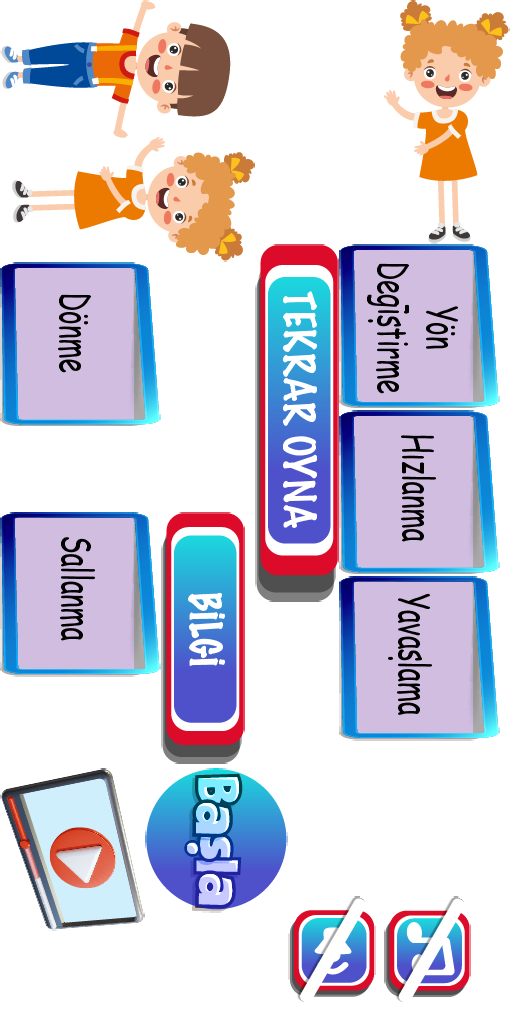 Yön
Değiştirme
Hızlanma
Yavaşlama
TEKRAR OYNA
BİLGİ
Başla
Dönme
Sallanma